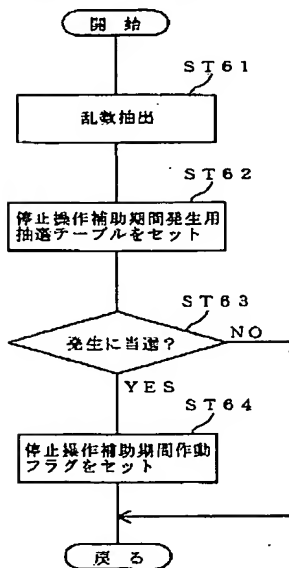 開始
ST61
乱数抽出
ST62
停止操作補助期間発生用
抽選テーブルをセット
ST63
発生に当選?
NO
YES
ST64
停止操作補助期間作動
フラグをセット
戻る